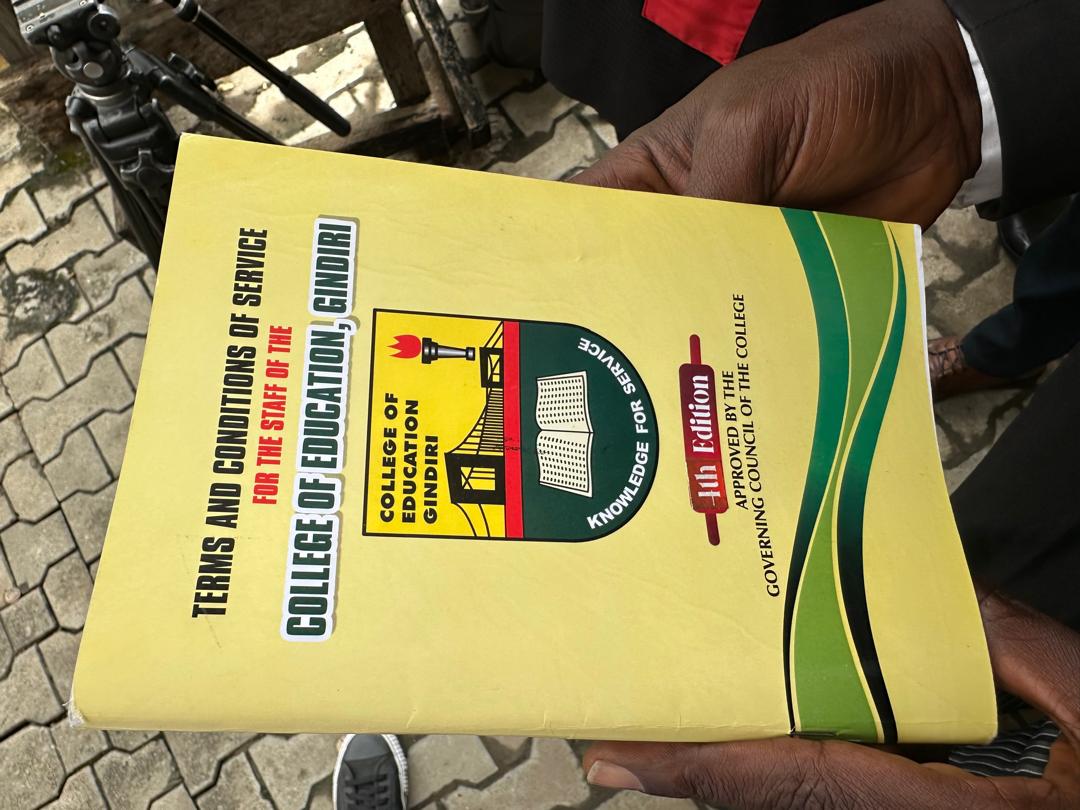 TERMS AND CONDITIONS OF SERVICE
FOR THE STAFF OF THE
COLLEGE OF EDUCATION, GINDIRI
COLLEGE OF
EDUCATION
GINDIRI
KNOWLEDGE FOR SERVICE
4th Edition
APPROVED BY THE
GOVERNING COUNCIL OF THE COLLEGE